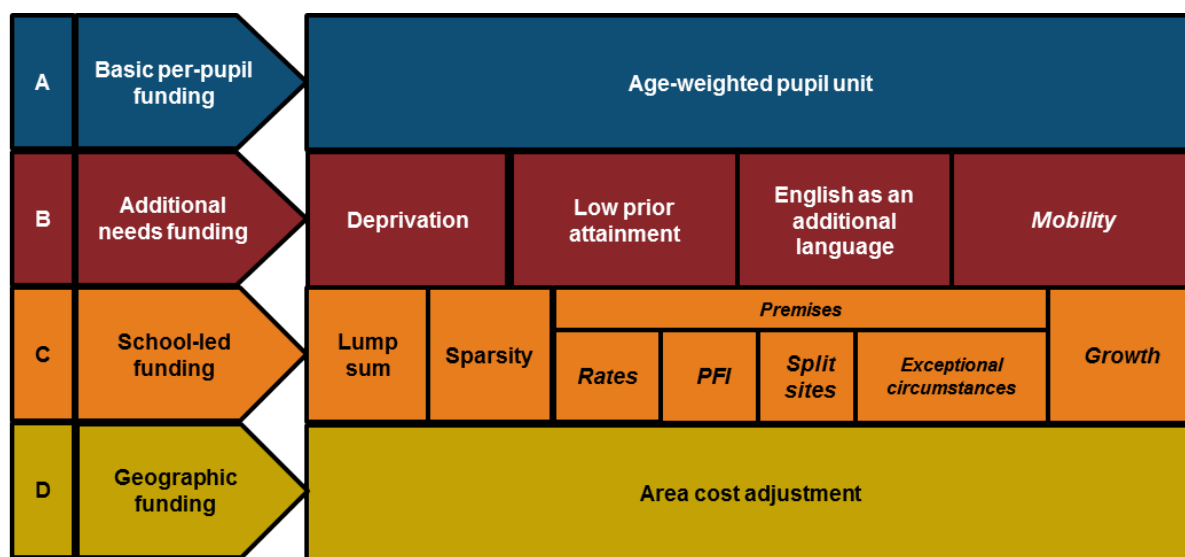 A
Basic per-pupil
funding
Age-weighted pupil unit
B
Additional
needs funding
Deprivation
Low prior
attainment
English as an
additional
language
Mobility
C
School-led
funding
Lump
sum
Sparsity
Premises
Rates
PFI
Split
sites
Exceptional
circumstances
Growth
D
Geographic
funding
Area cost adjustment